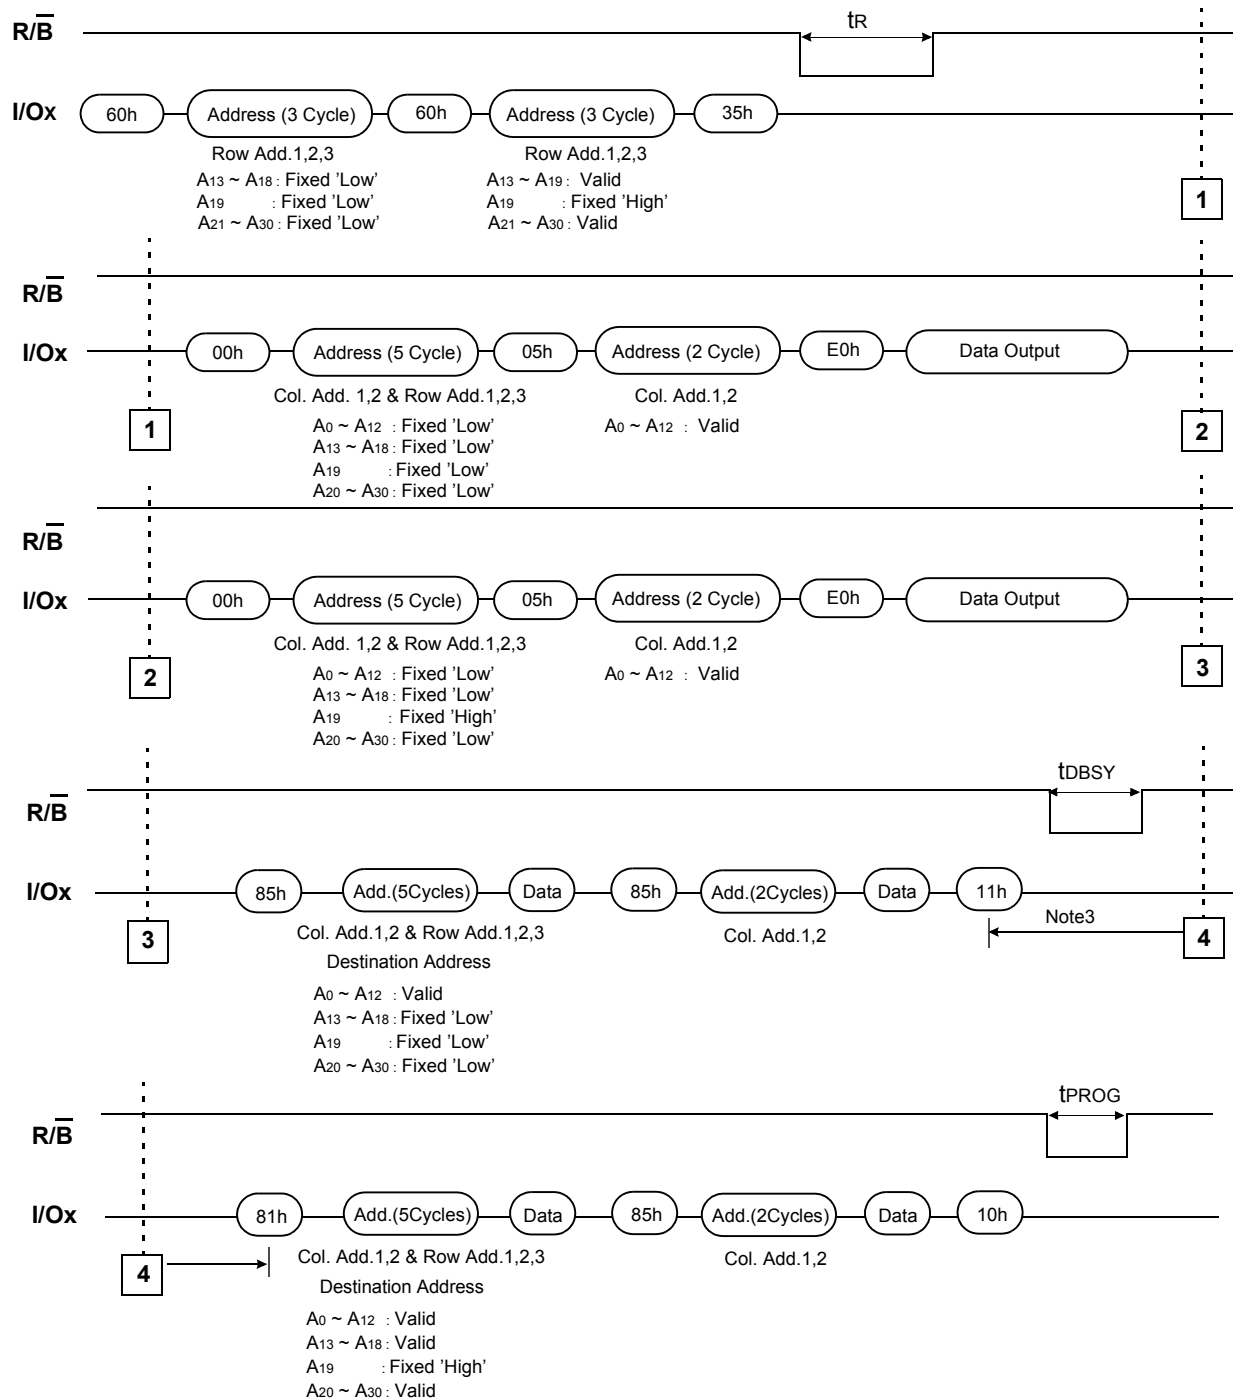 R/B tR
I/Ox 60h Address (3 Cycle) 60h Address (3 Cycle) 35h
Row Add.1,2,3 Row Add.1,2,3
A13 ~ A18 : Fixed 'Low' A13 ~ A19 : Valid
A19 : Fixed 'Low' A19 : Fixed 'High'
A21 ~ A30 : Fixed 'Low' A21 ~ A30 : Valid
1
R/B
I/Ox 00h Address (5 Cycle) 05h Address (2 Cycle) E0h Data Output
Col. Add. 1,2 & Row Add.1,2,3 Col. Add.1,2
A0 ~ A12 : Fixed 'Low' A0 ~ A12 : Valid
1 2
A13 ~ A18 : Fixed 'Low'
A19 : Fixed 'Low'
A20 ~ A30 : Fixed 'Low'
R/B
I/Ox 00h Address (5 Cycle) 05h Address (2 Cycle) E0h Data Output
Col. Add. 1,2 & Row Add.1,2,3 Col. Add.1,2
A0 ~ A12 : Fixed 'Low' A0 ~ A12 : Valid
2 3
A13 ~ A18 : Fixed 'Low'
A19 : Fixed 'High'
A20 ~ A30 : Fixed 'Low'
tDBSY
R/B
I/Ox 85h Add.(5Cycles) Data 85h Add.(2Cycles) Data 11h
Note3
3 Col. Add.1,2 & Row Add.1,2,3 Col. Add.1,2 4
Destination Address
A0 ~ A12 : Valid
A13 ~ A18 : Fixed 'Low'
A19 : Fixed 'Low'
A20 ~ A30 : Fixed 'Low'
tPROG
R/B
I/Ox 81h Add.(5Cycles) Data 85h Add.(2Cycles) Data 10h
Col. Add.1,2 & Row Add.1,2,3 Col. Add.1,2
4 Destination Address
A0 ~ A12 : Valid
A13 ~ A18 : Valid
A19 : Fixed 'High'
A20 ~ A30 : Valid